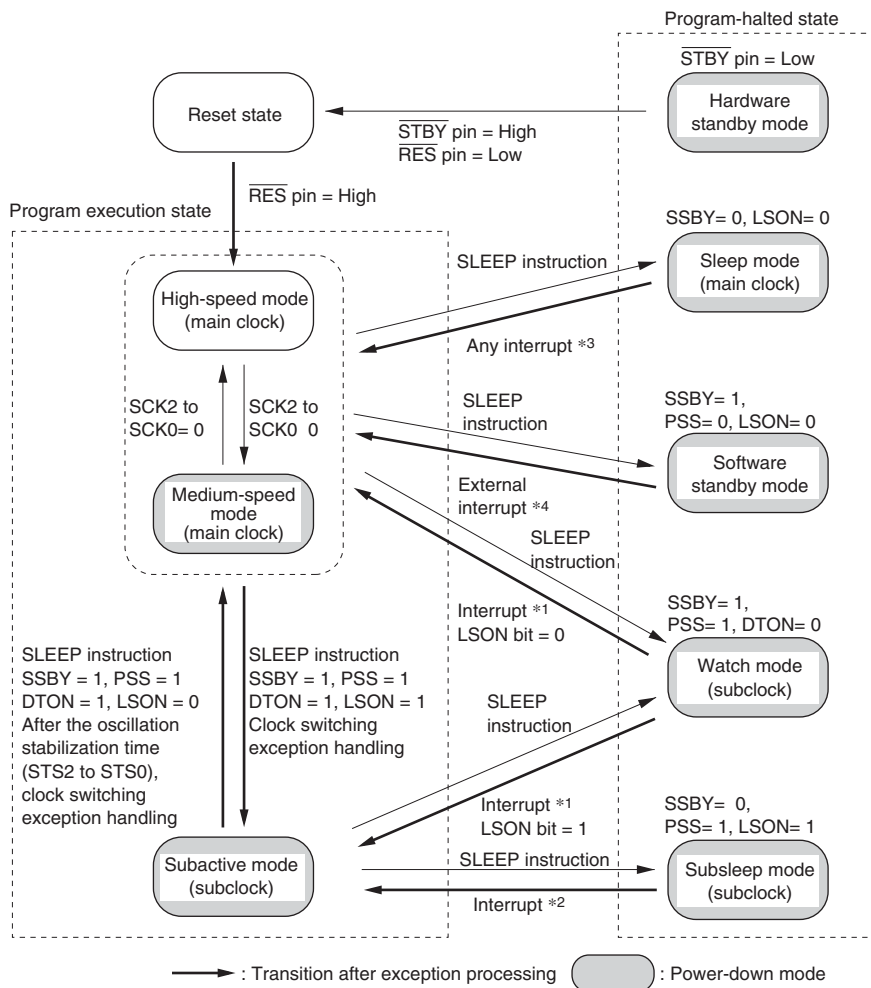 Program-halted state
STBY pin = Low
Hardware
standby mode
Reset state
STBY pin = High
RES pin = Low
RES pin = High
Program execution state
SSBY= 0, LSON= 0
Sleep mode
(main clock)
SLEEP instruction
Any interrupt *3
High-speed mode
(main clock)
SCK2 to
SCK0= 0
SCK2 to
SCK0 0
Medium-speed
mode
(main clock)
SLEEP
instruction
External
interrupt *4
SSBY= 1,
PSS= 0, LSON= 0
Software
standby mode
SLEEP
instruction
Interrupt *1
LSON bit = 0
SSBY= 1,
PSS= 1, DTON= 0
Watch mode
(subclock)
SLEEP instruction
SSBY = 1, PSS = 1
DTON = 1, LSON = 0
After the oscillation
stabilization time
(STS2 to STS0),
clock switching
exception handling
SLEEP instruction
SSBY = 1, PSS = 1
DTON = 1, LSON = 1
Clock switching
exception handling
SLEEP
instruction
Interrupt *1
LSON bit = 1
SSBY= 0,
PSS= 1, LSON= 1
Subsleep mode
(subclock)
Subactive mode
(subclock)
SLEEP instruction
Interrupt *2
: Transition after exception processing
: Power-down mode